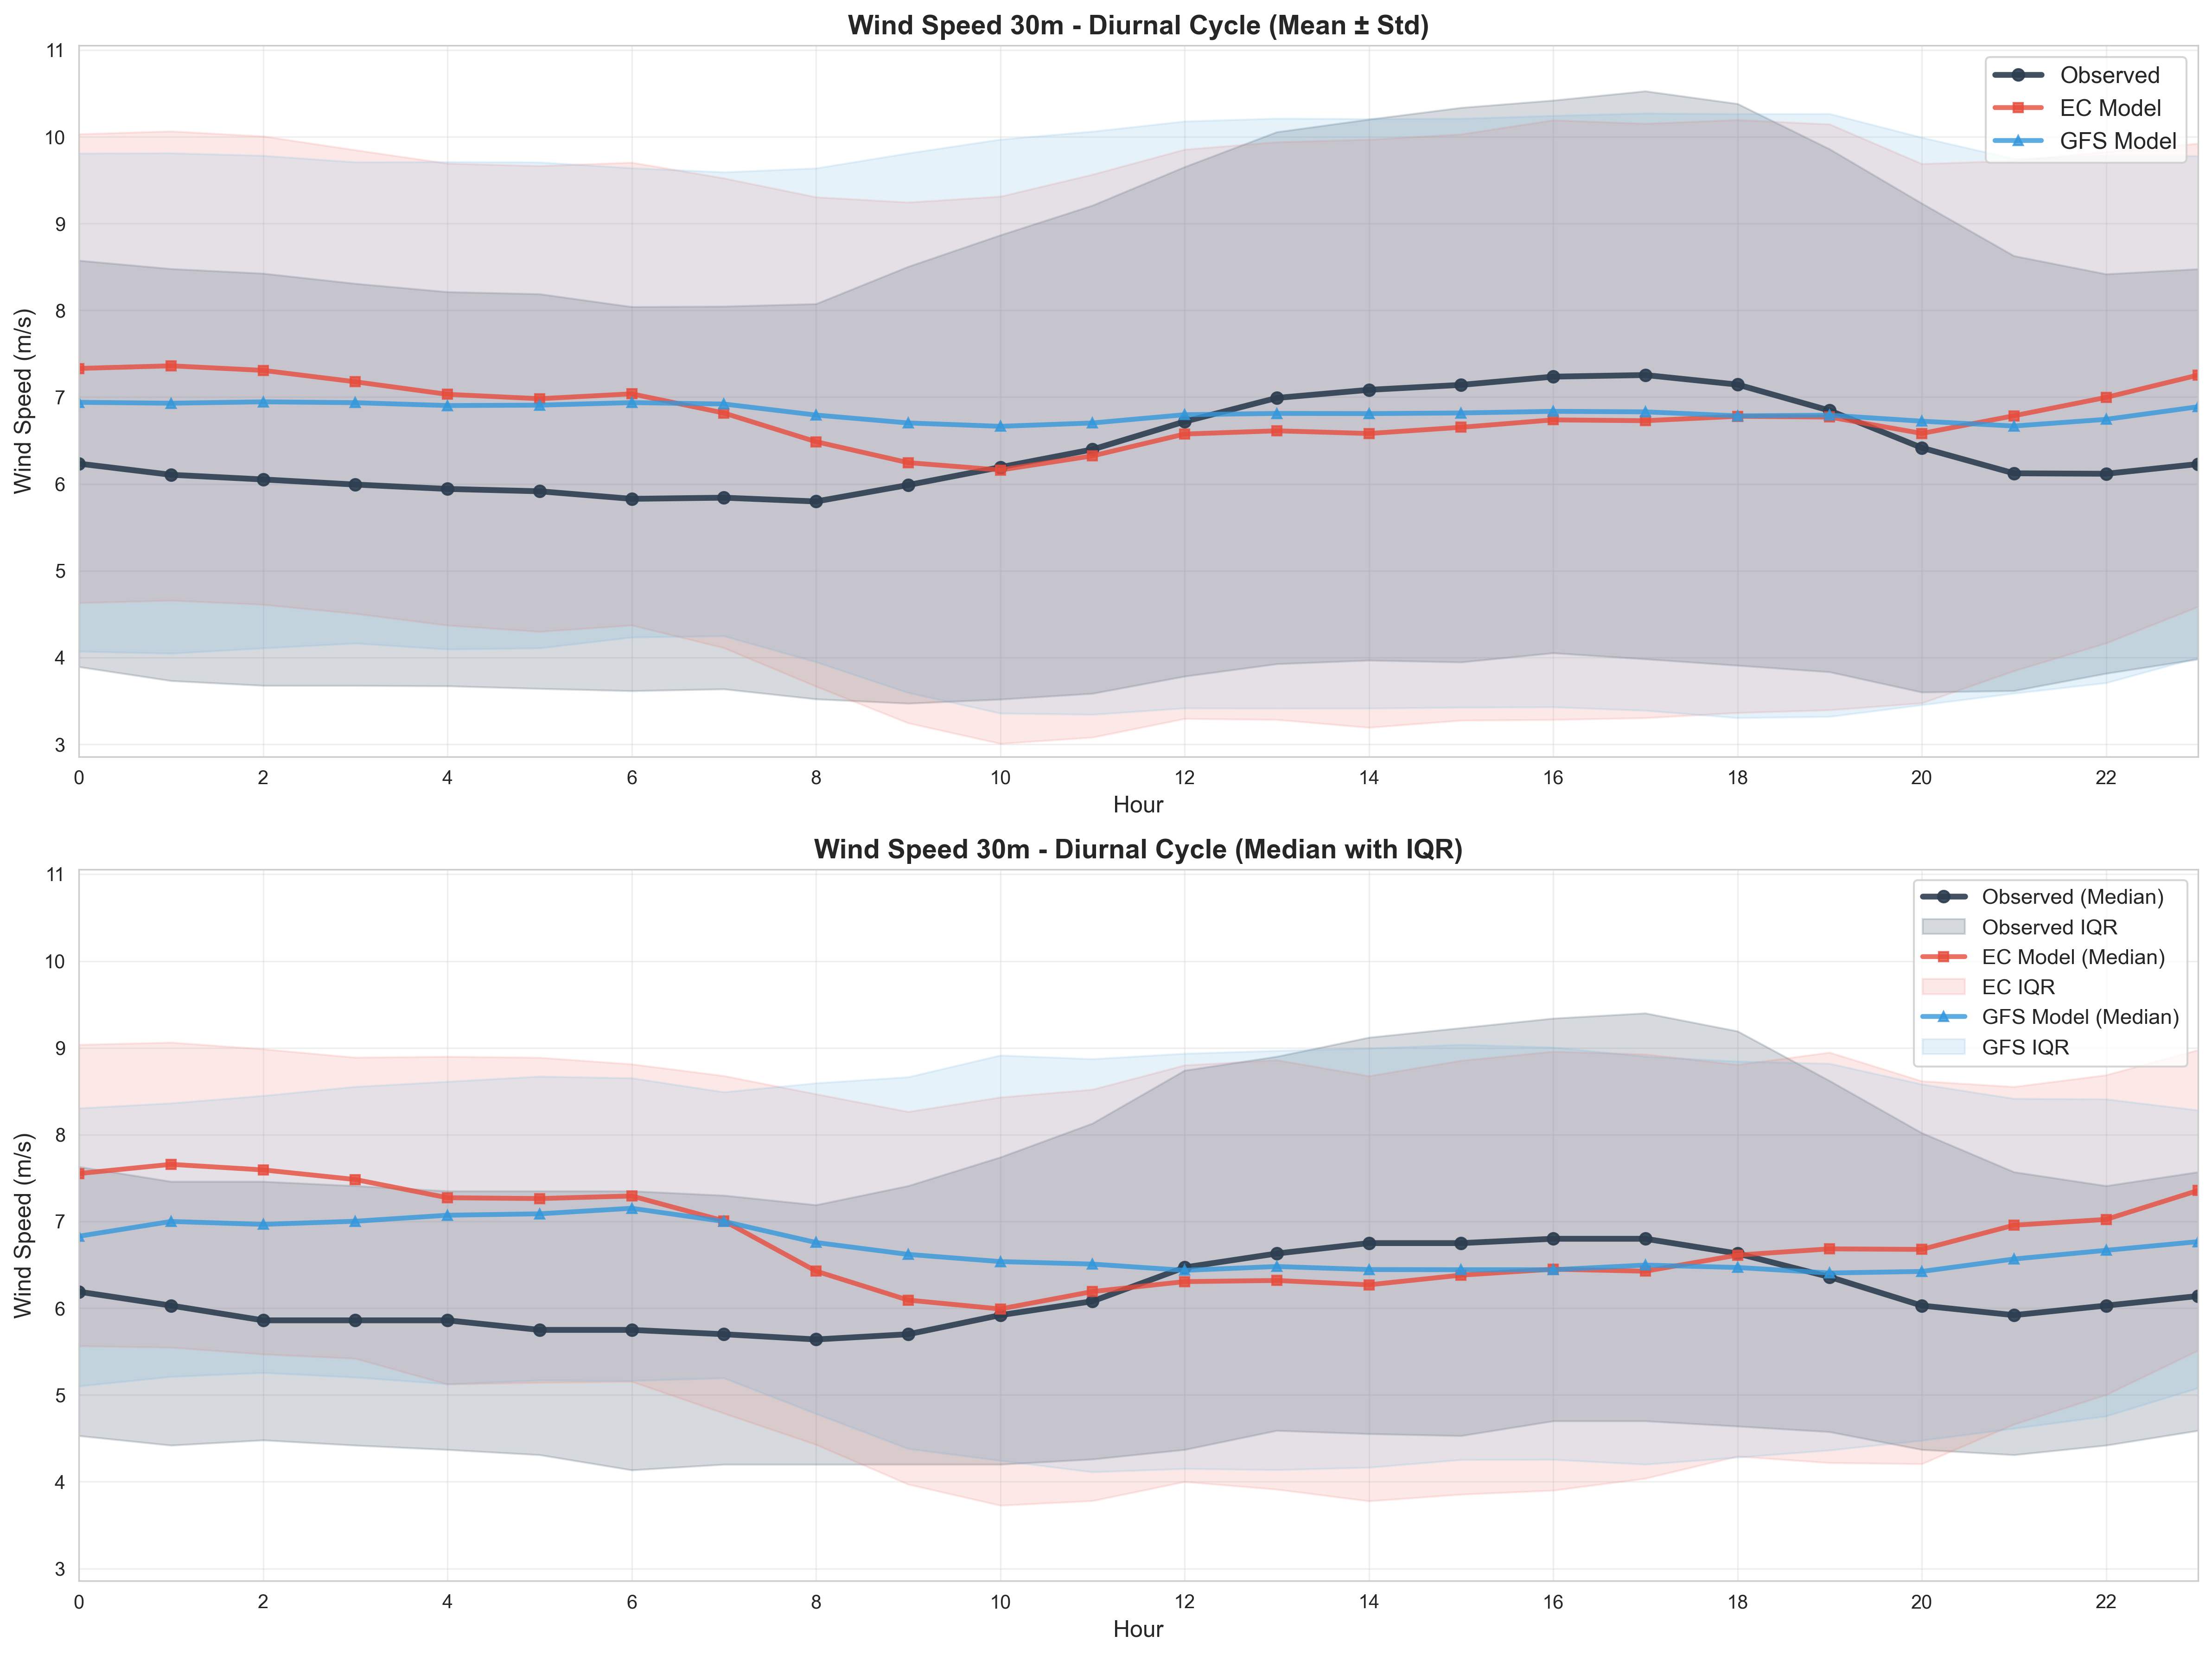 Wind Speed 30m - Diurnal Cycle (Mean ± Std)
11
10
9
8
7
6
5
4
3
Wind Speed (m/s)
Observed
EC Model
GFS Model
0 2 4 6 8 10 12 14 16 18 20 22
Hour
Wind Speed 30m - Diurnal Cycle (Median with IQR)
11
10
9
8
7
6
5
4
3
Wind Speed (m/s)
Observed (Median)
Observed IQR
EC Model (Median)
EC IQR
GFS Model (Median)
GFS IQR
0 2 4 6 8 10 12 14 16 18 20 22
Hour